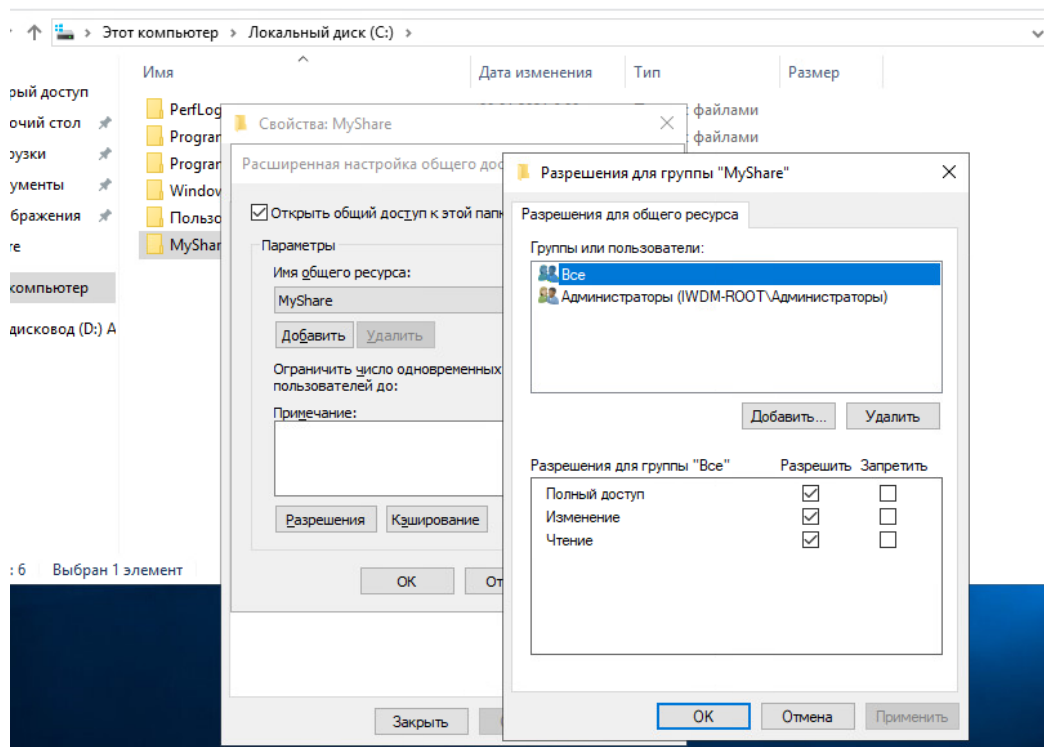 Этот компьютер > Локальный диск (C:) >
Имя Дата изменения Тип Размер
рый доступ
очий стол
рузки
ументы
бражения
re
компьютер
дисковод (D:) A
PerfLog
файлами
Program
файлами
Program
Window
Пользо
MyShar
: 6 Выбран 1 элемент
Свойства: MyShare
Расширенная настройка общего дос
Открыть общий доступ к этой папк
Параметры
Имя общего ресурса:
MyShare
Добавить Удалить
Ограничить число одновременных
пользователей до:
Примечание:
Разрешения Кэширование
ОК От
Закрыть
Разрешения для группы "MyShare"
Разрешения для общего ресурса
Группы или пользователи:
Все
Администраторы (IWDM-ROOT\Администраторы)
Добавить... Удалить
Разрешения для группы "Все" Разрешить Запретить
Полный доступ
Изменение
Чтение
ОК Отмена Применить